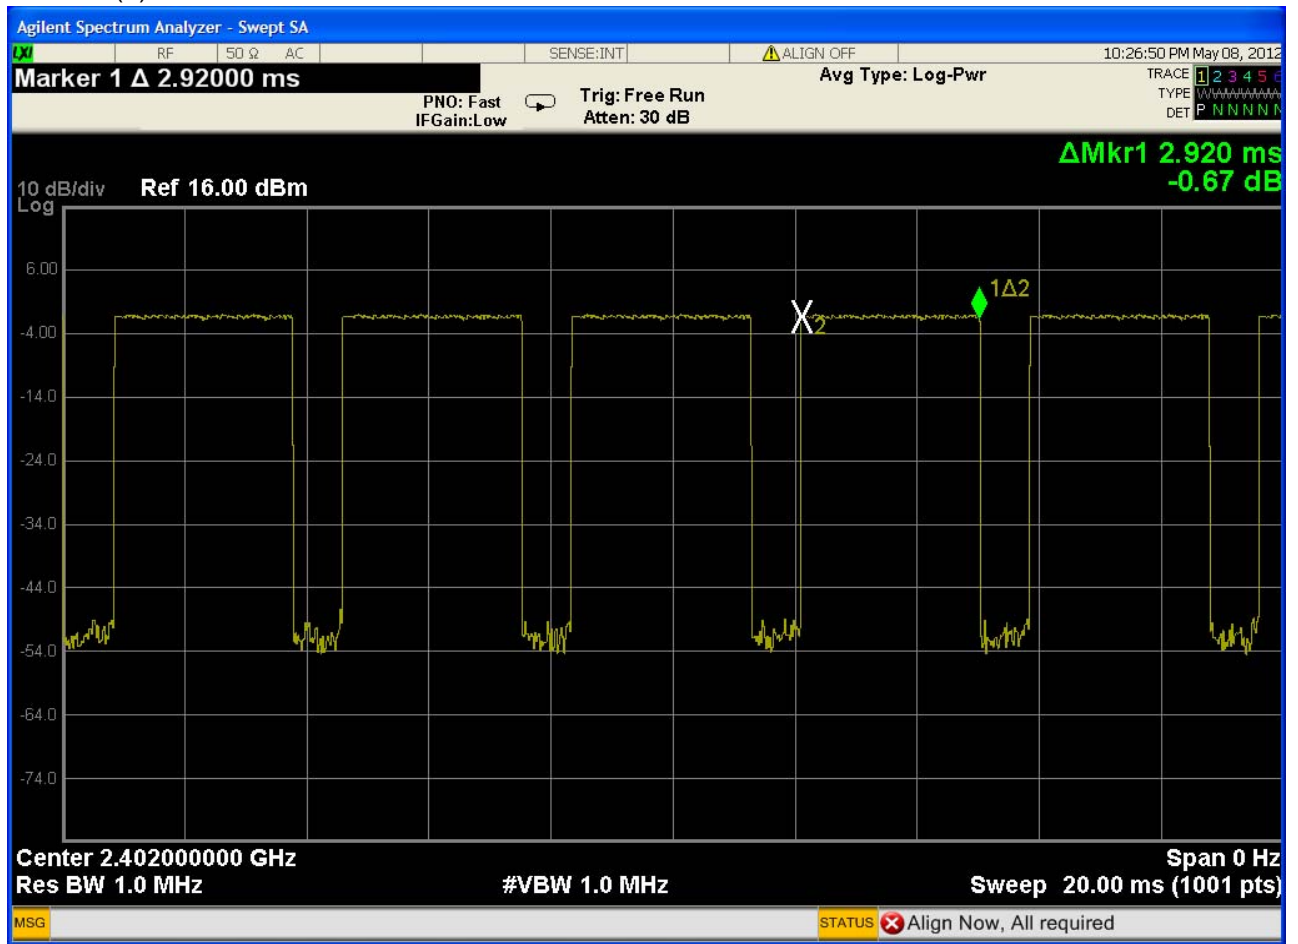 Agilent Spectrum Analyzer - Swept SA
LXI RF 50 Ω AC SENSE:INT ALIGN OFF 10:26:50 PM May 08, 2012
Marker 1 Δ 2.92000 ms
PNO: Fast
IFGain:Low
Trig: Free Run
Atten: 30 dB
Avg Type: Log-Pwr
TRACE 1 2 3 4 5 6
TYPE
DET P N N N N N
ΔMkr1 2.920 ms
-0.67 dB
10 dB/div Ref 16.00 dBm
Log
6.00
1Δ2
X2
-4.00
-14.0
-24.0
-34.0
-44.0
-54.0
-64.0
-74.0
Center 2.402000000 GHz Span 0 Hz
Res BW 1.0 MHz #VBW 1.0 MHz Sweep 20.00 ms (1001 pts)
MSG STATUS Align Now, All required